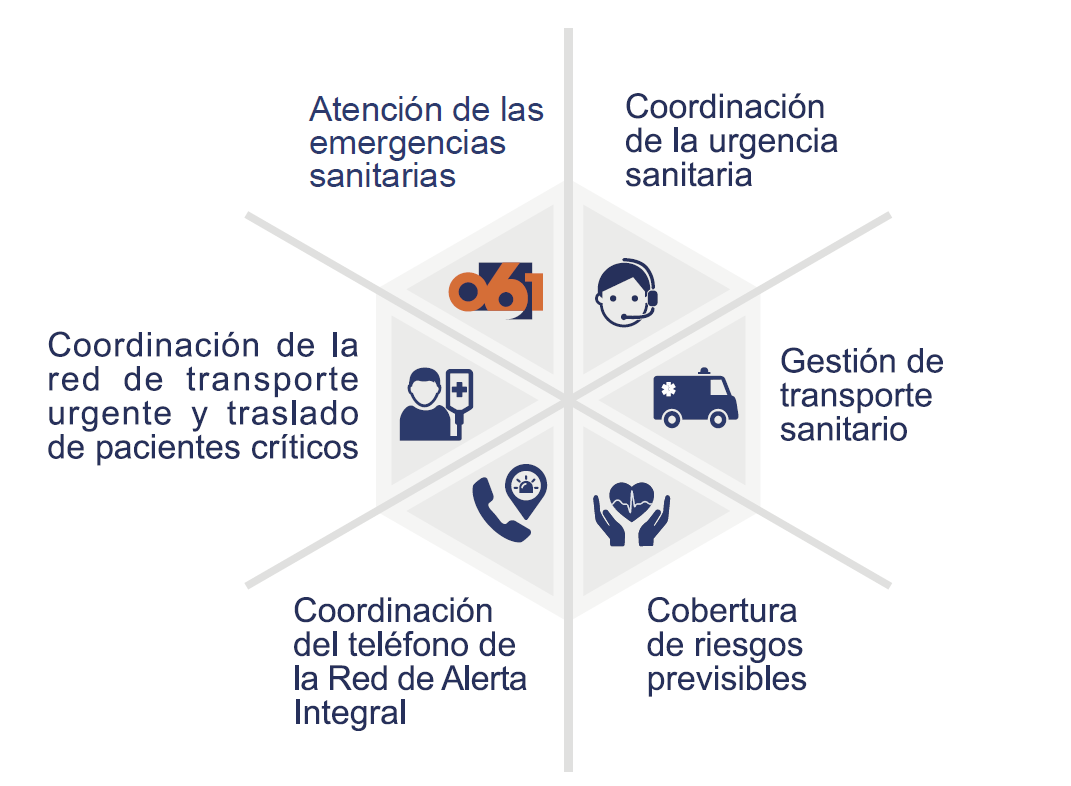 Atención de las
emergencias
sanitarias
Coordinación
de la urgencia
sanitaria
061
Coordinación de la
red de transporte
urgente y traslado
de pacientes críticos
Gestión de
transporte
sanitario
Coordinación
del teléfono de
la Red de Alerta
Integral
Cobertura
de riesgos
previsibles